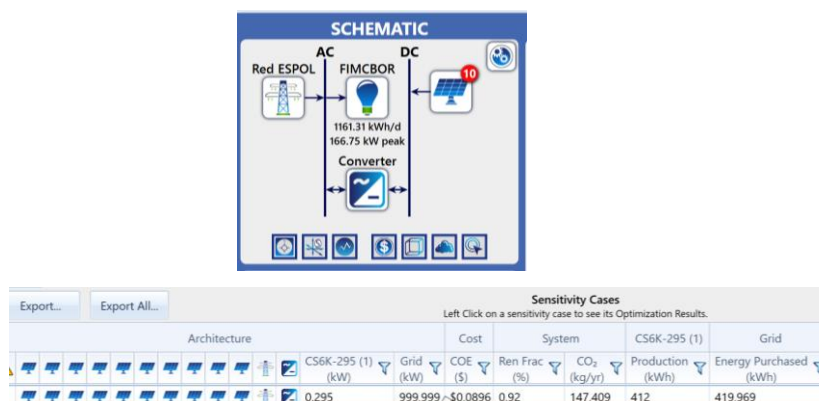 SCHEMATIC
AC DC
Red ESPOL FIMCBOR
10
1161.31 kWh/d
166.75 kW peak
Converter
Export... Export All... Sensitivity Cases
Left Click on a sensitivity case to see its Optimization Results.
Architecture Cost System CS6K-295 (1) Grid
CS6K-295 (1) (kW) Grid (kW) COE ($) Ren Frac (%) CO₂ (kg/yr) Production (kWh) Energy Purchased (kWh)
0.295 999.999 $0.0896 0.92 147.409 412 419.969